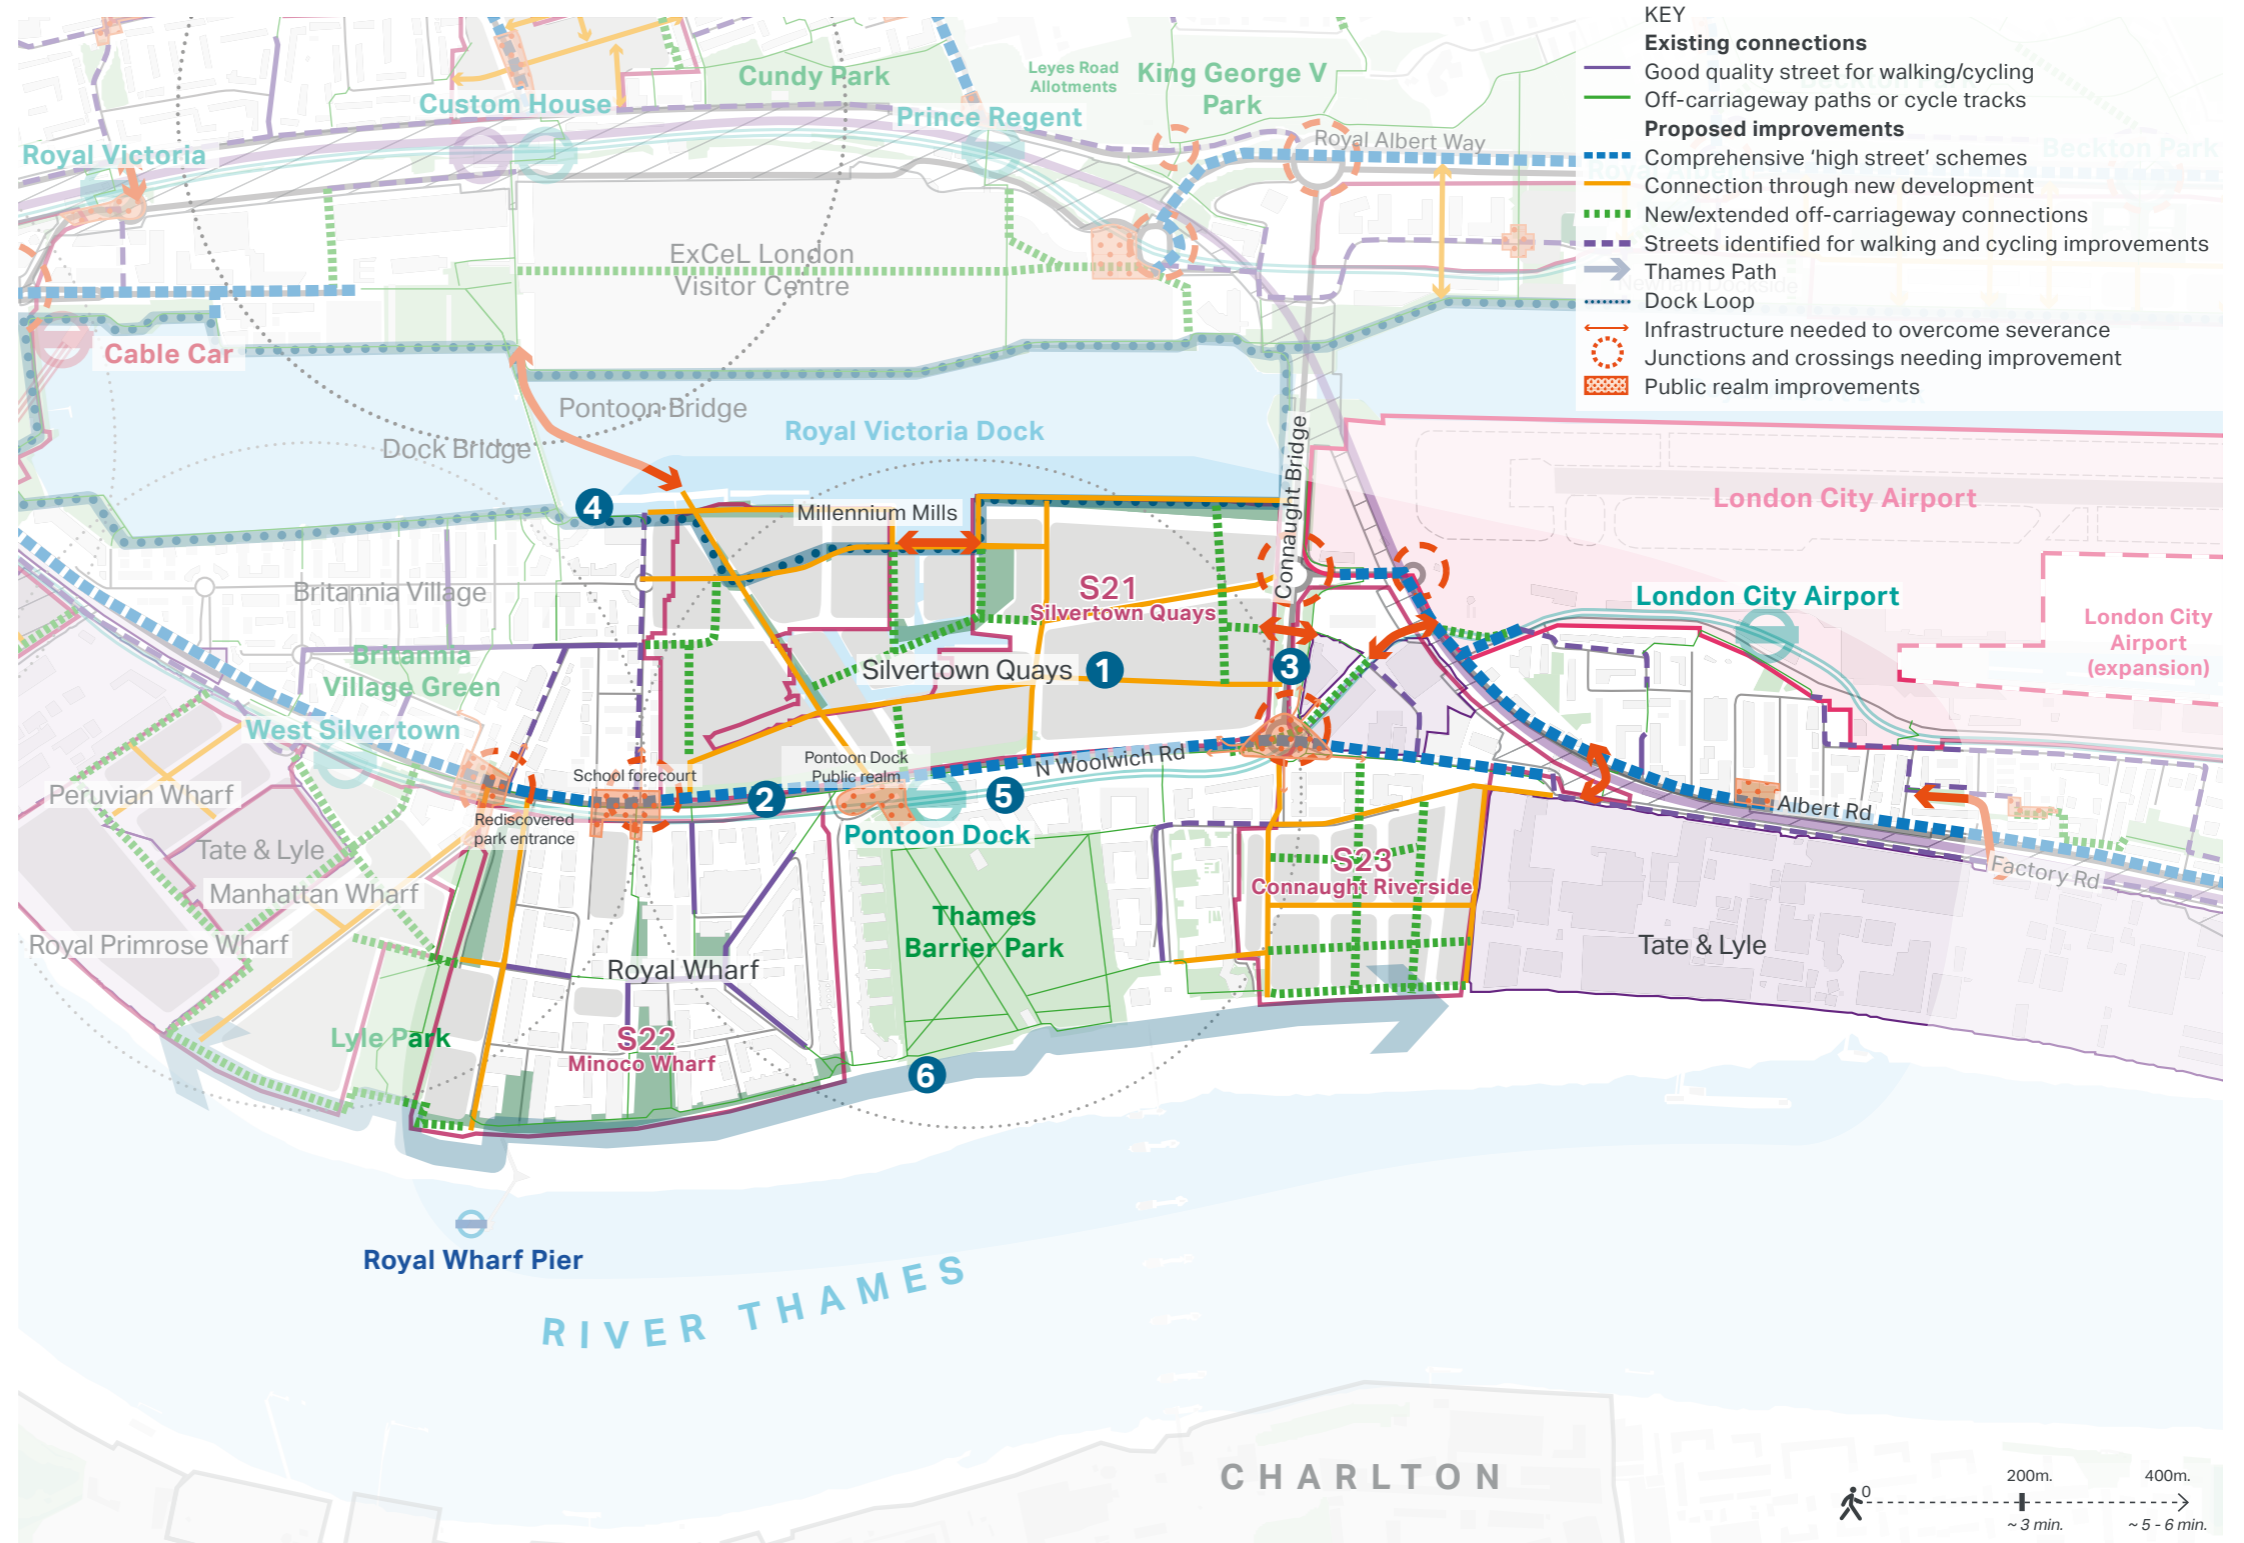 KEY
Existing connections
Good quality street for walking/cycling
Off-carriageway paths or cycle tracks
Proposed improvements
Comprehensive ‘high street’ schemes
Connection through new development
New/extended off-carriageway connections
Streets identified for walking and cycling improvements
Thames Path
Dock Loop
Infrastructure needed to overcome severance
Junctions and crossings needing improvement
Public realm improvements
Beckton Park
Newham Dockside
Cundy Park
Leyes Road
Allotments
King George V
Park
Custom House
Prince Regent
Royal Albert Way
Royal Victoria
ExCeL London
Visitor Centre
Cable Car
Pontoon Bridge
Dock Bridge
Royal Victoria Dock
Connaught Bridge
London City Airport
4
Millennium Mills
Britannia Village
S21
Silvertown Quays
London City Airport
London City
Airport
(expansion)
Britannia
Village Green
Silvertown Quays
1
3
West Silvertown
Peruvian Wharf
School forecourt
Pontoon Dock
Public realm
N Woolwich Rd
2
5
Rediscovered
park entrance
Pontoon Dock
Albert Rd
Factory Rd
Tate & Lyle
Manhattan Wharf
Royal Primrose Wharf
S23
Connaught Riverside
Thames
Barrier Park
Tate & Lyle
Royal Wharf
Lyle Park
S22
Minoco Wharf
6
Royal Wharf Pier
RIVER THAMES
CHARLTON
0
200m.
400m.
~ 3 min.
~ 5 - 6 min.